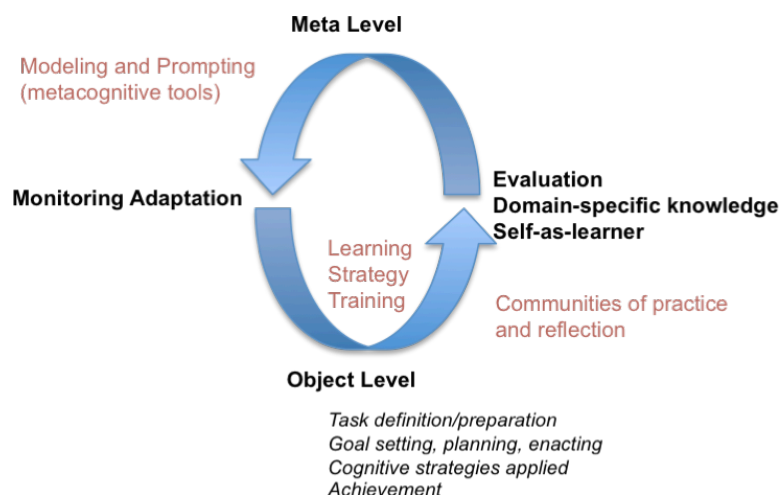 Meta Level
Modeling and Prompting
(metacognitive tools)
Monitoring Adaptation
Evaluation
Domain-specific knowledge
Self-as-learner
Learning
Strategy
Training
Communities of practice
and reflection
Object Level
Task definition/preparation
Goal setting, planning, enacting
Cognitive strategies applied
Achievement